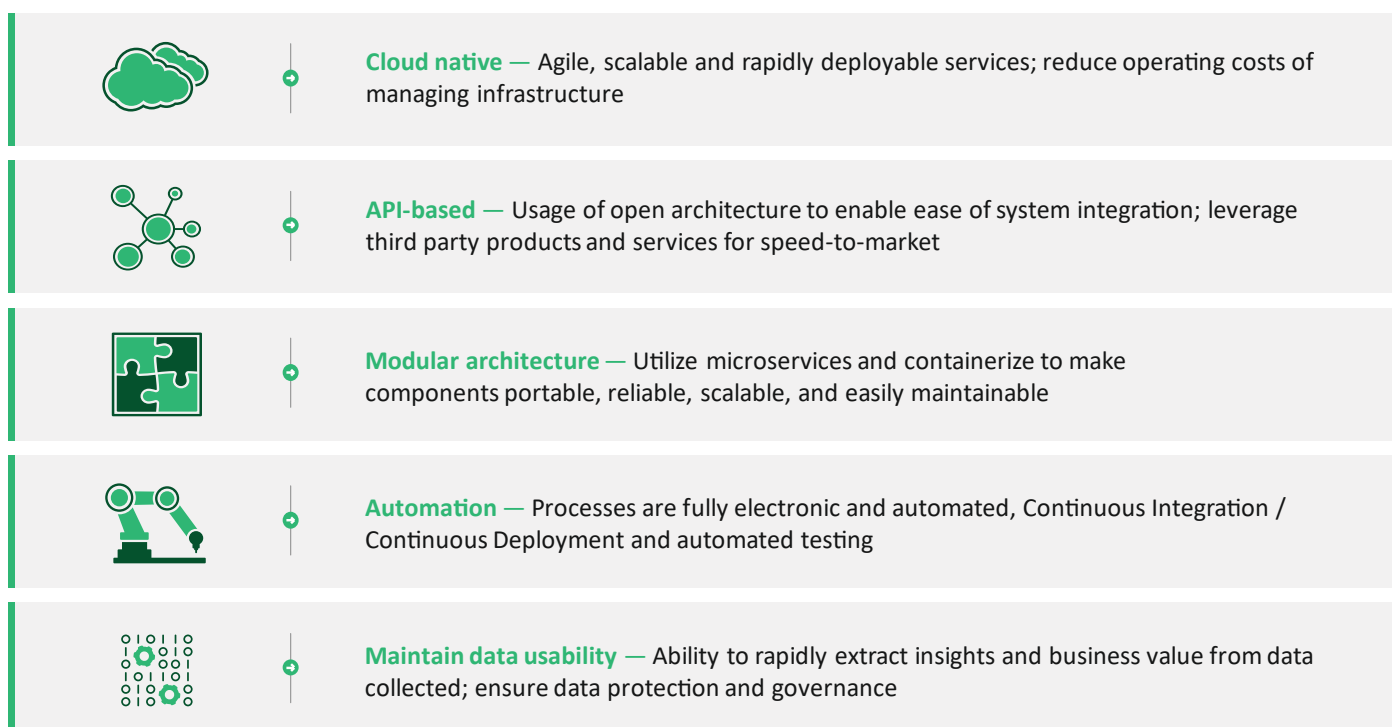 Cloud native — Agile, scalable and rapidly deployable services; reduce operating costs of
managing infrastructure
API-based — Usage of open architecture to enable ease of system integration; leverage
third party products and services for speed-to-market
Modular architecture — Utilize microservices and containerize to make
components portable, reliable, scalable, and easily maintainable
Automation — Processes are fully electronic and automated, Continuous Integration /
Continuous Deployment and automated testing
Maintain data usability — Ability to rapidly extract insights and business value from data
collected; ensure data protection and governance